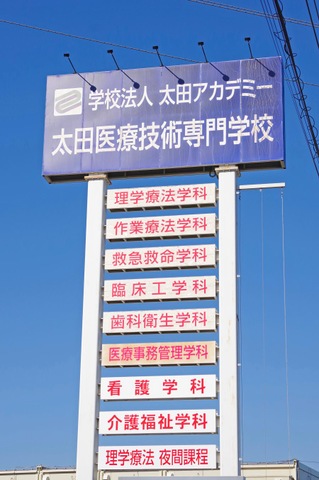 学校法人 太田アカデミー
太田医療技術専門学校
理学療法学科
作業療法学科
救急救命学科
臨床工学科
歯科衛生学科
医療事務管理学科
看護学科
介護福祉学科
理学療法 夜間課程